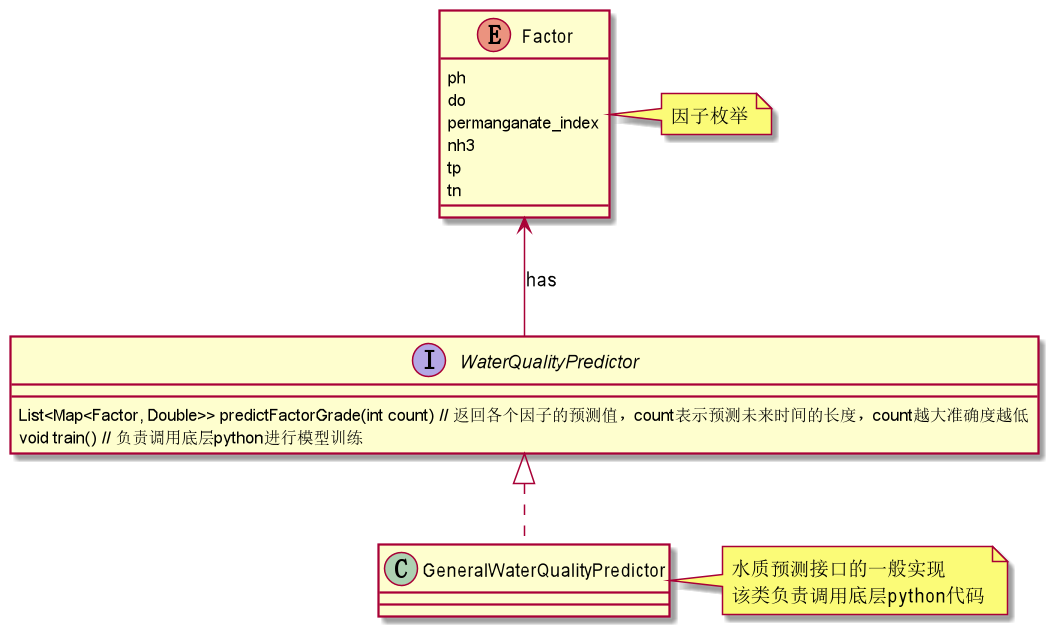 E Factor
ph
do
permanganate_index
nh3
tp
tn
因子枚举
has
I WaterQualityPredictor
List<Map<Factor, Double>> predictFactorGrade(int count) // 返回各个因子的预测值，count表示预测未来时间的长度，count越大准确度越低
void train() // 负责调用底层python进行模型训练
C GeneralWaterQualityPredictor
水质预测接口的一般实现
该类负责调用底层python代码